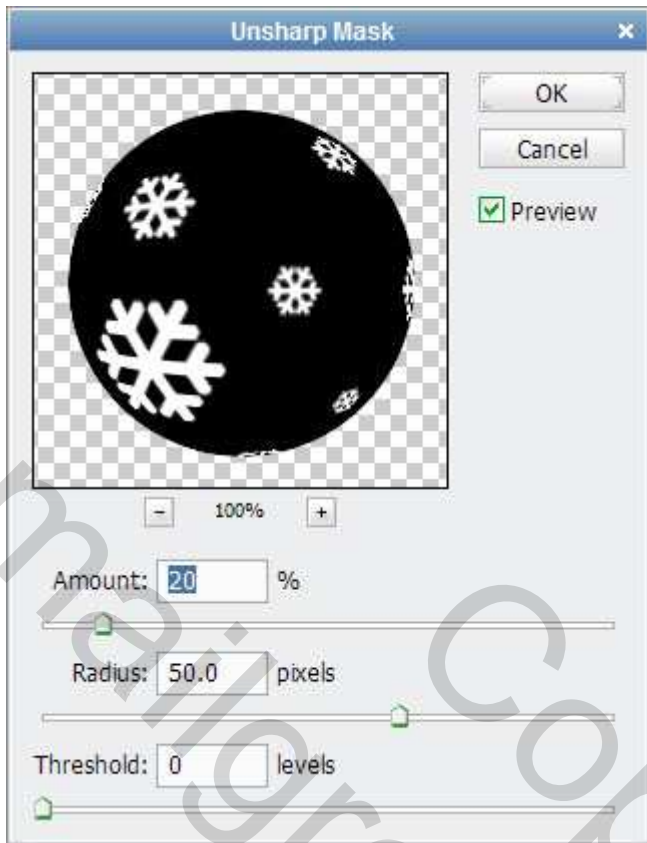 Unsharp Mask
OK
Cancel
Preview
- 100% +
Amount: 20 %
Radius: 50.0 pixels
Threshold: 0 levels